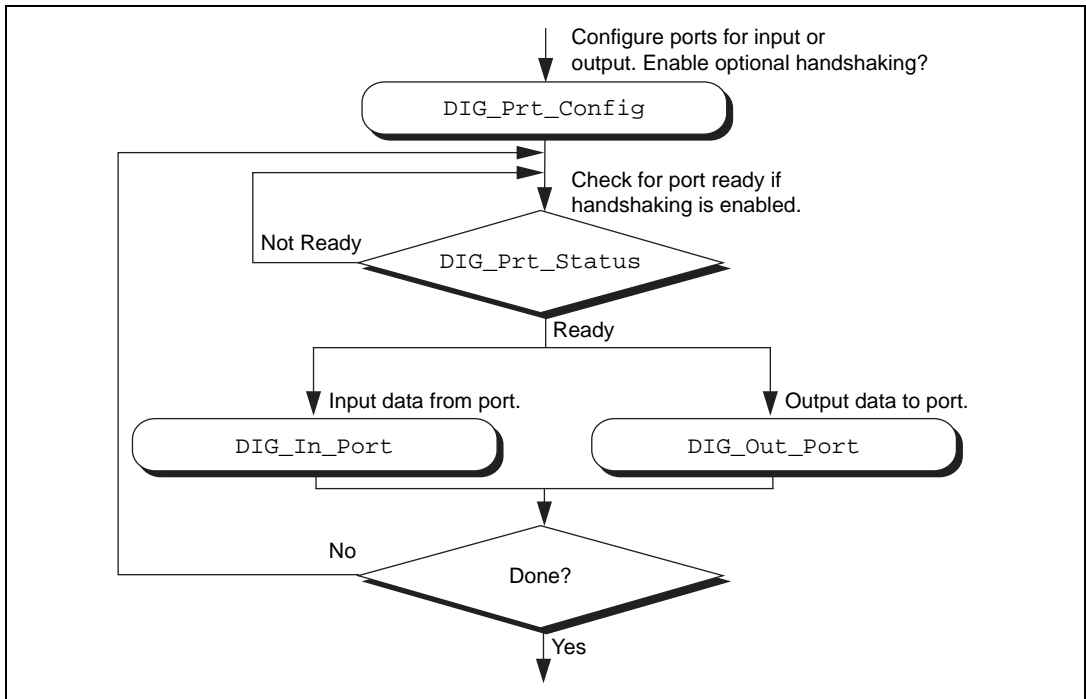 Configure ports for input or
output. Enable optional handshaking?
DIG_Prt_Config
Check for port ready if
handshaking is enabled.
Not Ready
DIG_Prt_Status
Ready
Input data from port.
Output data to port.
DIG_In_Port
DIG_Out_Port
No
Done?
Yes